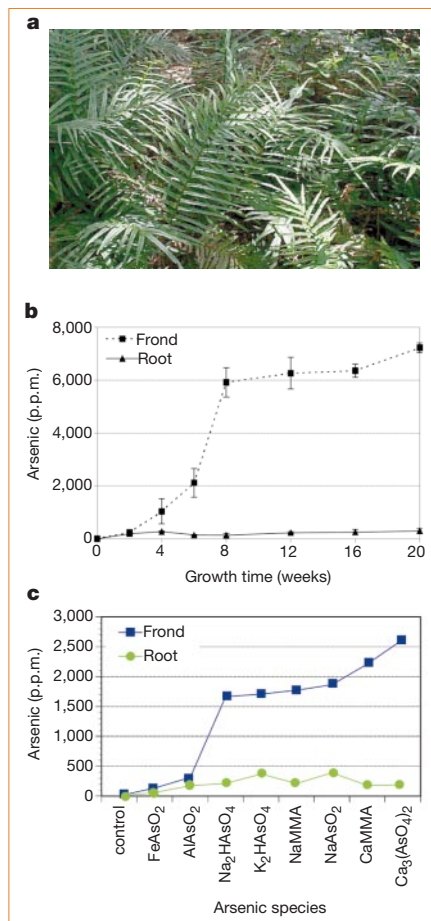 a
b
8,000
6,000
4,000
2,000
0
Arsenic (p.p.m.)
Frond
Root
0
4
8
12
16
20
Growth time (weeks)
c
3,000
2,500
2,000
1,500
1,000
500
0
Arsenic (p.p.m.)
Frond
Root
control
FeAsO₂
AlAsO₂
Na₂HAsO₄
K₂HAsO₄
NaMMA
NaAsO₂
CaMMA
Ca₃(AsO₄)₂
Arsenic species